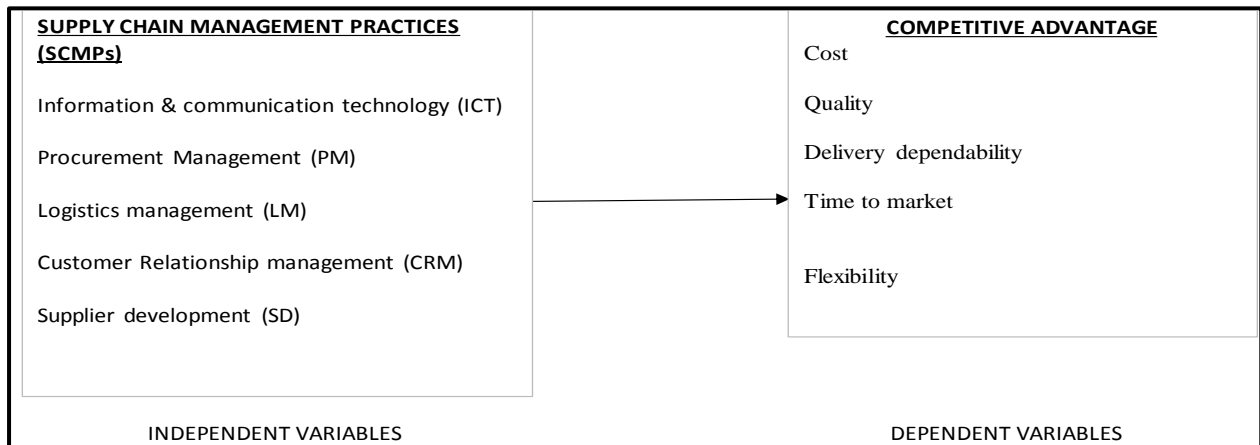 SUPPLY CHAIN MANAGEMENT PRACTICES
(SCMPs)
Information & communication technology (ICT)
Procurement Management (PM)
Logistics management (LM)
Customer Relationship management (CRM)
Supplier development (SD)
INDEPENDENT VARIABLES
COMPETITIVE ADVANTAGE
Cost
Quality
Delivery dependability
Time to market
Flexibility
DEPENDENT VARIABLES